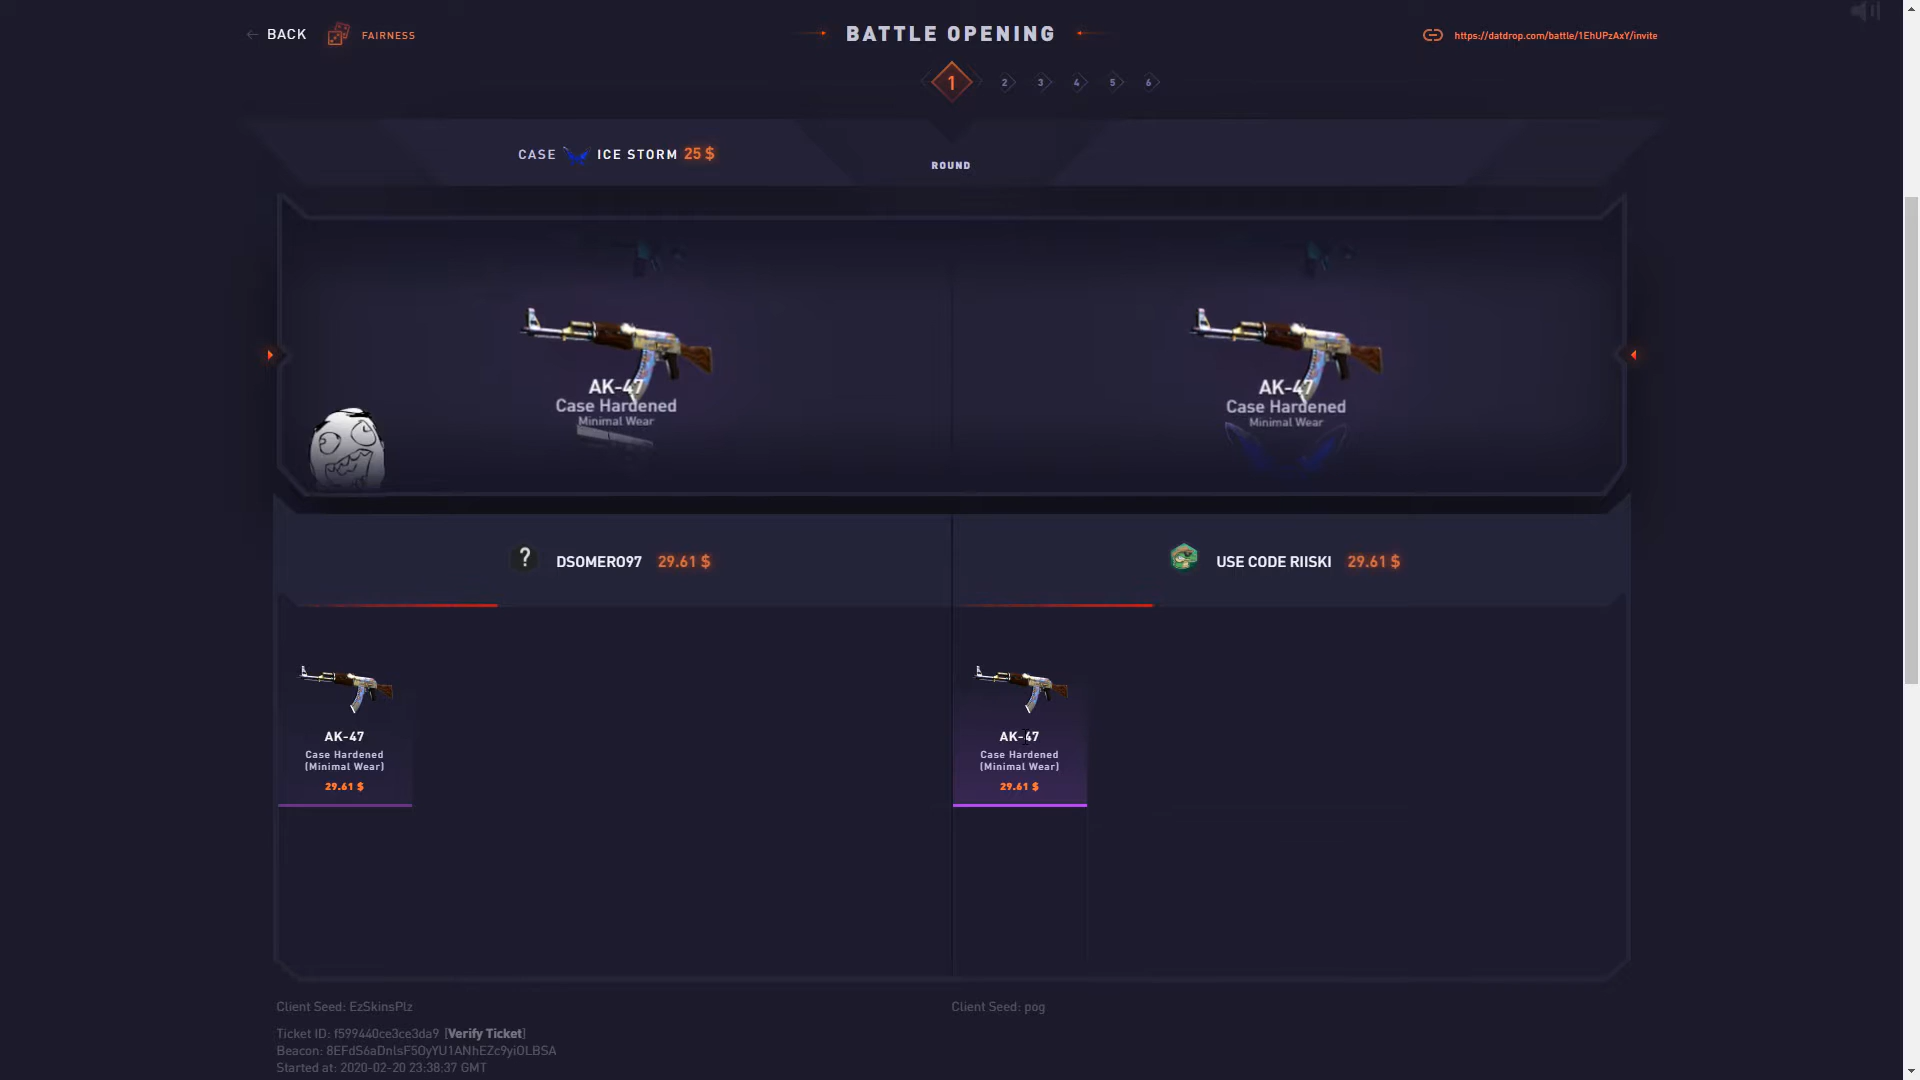 BACK
FAIRNESS
BATTLE OPENING
https://datdrop.com/battle/1EhUPzAxY/invite
1
2
3
4
5
6
CASE ICE STORM 25 $
ROUND
AK-47
Case Hardened
Minimal Wear
AK-47
Case Hardened
Minimal Wear
? DSOMERO97 29.61 $
USE CODE RIISKI 29.61 $
AK-47
Case Hardened
(Minimal Wear)
29.61 $
AK-47
Case Hardened
(Minimal Wear)
29.61 $
Client Seed: EzSkinsPlz
Client Seed: pog
Ticket ID: f599440ce3ce3da9 [Verify Ticket]
Beacon: 8EFdS6aDnlsF5OyYU1ANhEZc9yiOLBSA
Started at: 2020-02-20 23:38:37 GMT